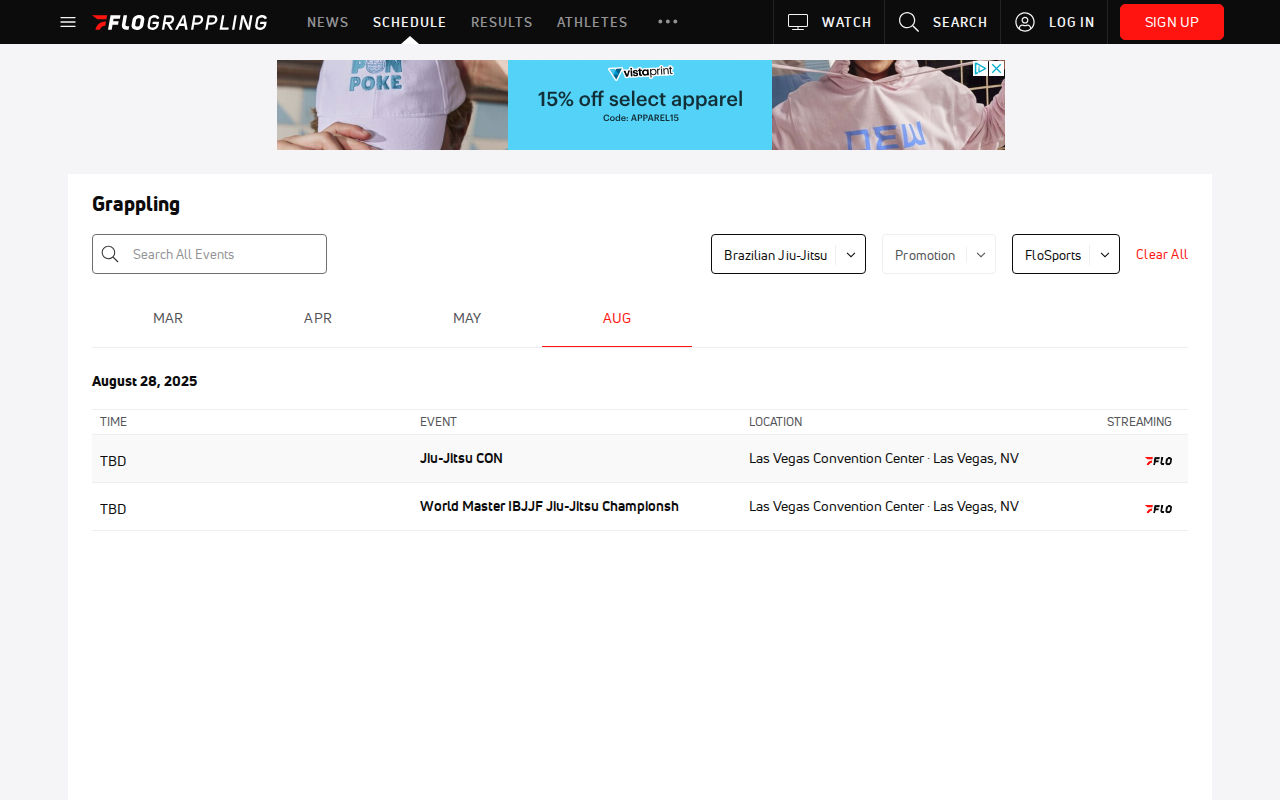 FLOGRAPPLING NEWS SCHEDULE RESULTS ATHLETES WATCH SEARCH LOG IN SIGN UP
PON
POKE
vistaprint
15% off select apparel
Code: APPAREL15
Grappling
Search All Events
Brazilian Jiu-Jitsu
Promotion
FloSports
Clear All
MAR APR MAY AUG
August 28, 2025
TIME EVENT LOCATION STREAMING
TBD Jiu-Jitsu CON Las Vegas Convention Center · Las Vegas, NV FLO
TBD World Master IBJJF Jiu-Jitsu Championsh Las Vegas Convention Center · Las Vegas, NV FLO